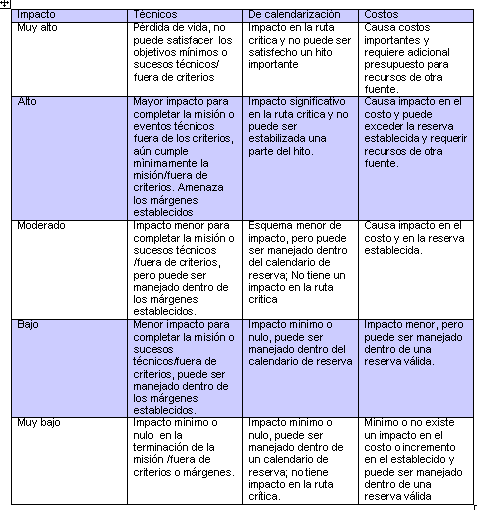 Impacto Técnicos De calendarización Costos
Muy alto
Pérdida de vida, no
puede satisfacer los
objetivos mínimos o
sucesos técnicos/
fuera de criterios
Impacto en la ruta
critica y no puede ser
satisfecho un hito
importante
Causa costos
importantes y
requiere adicional
presupuesto para
recursos de otra
fuente.
Alto
Mayor impacto para
completar la misión o
eventos técnicos
fuera de los criterios,
aún cumple
mínimamente la
misión/fuera de
criterios. Amenaza
los márgenes
establecidos
Impacto significativo
en la ruta critica y no
puede ser
estabilizada una
parte del hito.
Causa impacto en el
costo y puede
exceder la reserva
establecida y requerir
recursos de otra
fuente.
Moderado
Impacto menor para
completar la misión o
sucesos técnicos
/fuera de criterios,
pero puede ser
manejado dentro de
los márgenes
establecidos.
Esquema menor de
impacto, pero puede
ser manejado dentro
del calendario de
reserva; No tiene un
impacto en la ruta
critica
Causa impacto en el
costo y en la reserva
establecida.
Bajo
Menor impacto para
completar la misión o
sucesos
técnicos/fuera de
criterios, puede ser
manejado dentro de
los márgenes
establecidos.
Impacto mínimo o
nulo, puede ser
manejado dentro del
calendario de reserva
Impacto menor, pero
puede ser manejado
dentro de una
reserva válida.
Muy bajo
Impacto mínimo o
nulo en la
terminación de la
misión /fuera de
criterios o márgenes.
Impacto mínimo o
nulo, puede ser
manejado dentro de
un calendario de
reserva; no tiene
impacto en la ruta
crítica.
Mínimo o no existe
un impacto en el
costo o incremento
en el establecido y
puede ser manejado
dentro de una
reserva válida